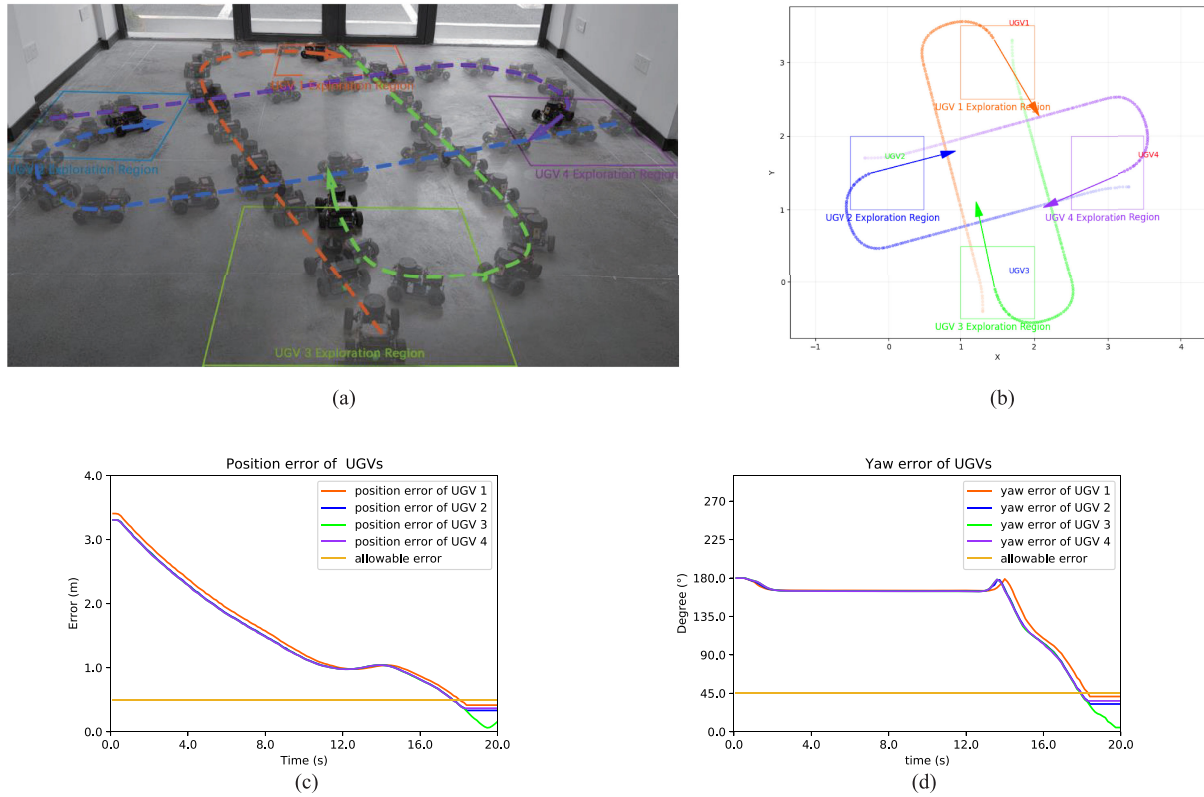 UGV 1 Exploration Region
UGV 2 Exploration Region
UGV 4 Exploration Region
UGV 3 Exploration Region
(a)
UGV1
UGV 1 Exploration Region
UGV2
UGV4
UGV 2 Exploration Region
UGV 4 Exploration Region
UGV3
UGV 3 Exploration Region
Y
3
2
1
0
−1
0
1
2
3
4
X
(b)
Position error of UGVs
position error of UGV 1
position error of UGV 2
position error of UGV 3
position error of UGV 4
allowable error
Error (m)
4.0
3.0
2.0
1.0
0.0
0.0
4.0
8.0
12.0
16.0
20.0
Time (s)
(c)
Yaw error of UGVs
yaw error of UGV 1
yaw error of UGV 2
yaw error of UGV 3
yaw error of UGV 4
allowable error
Degree (°)
270
225
180.0
135.0
90.0
45.0
0.0
0.0
4.0
8.0
12.0
16.0
20.0
time (s)
(d)